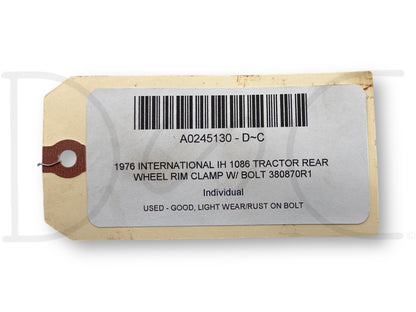 A0245130 - D~C
1976 INTERNATIONAL IH 1086 TRACTOR REAR
WHEEL RIM CLAMP W/ BOLT 380870R1
Individual
USED - GOOD, LIGHT WEAR/RUST ON BOLT